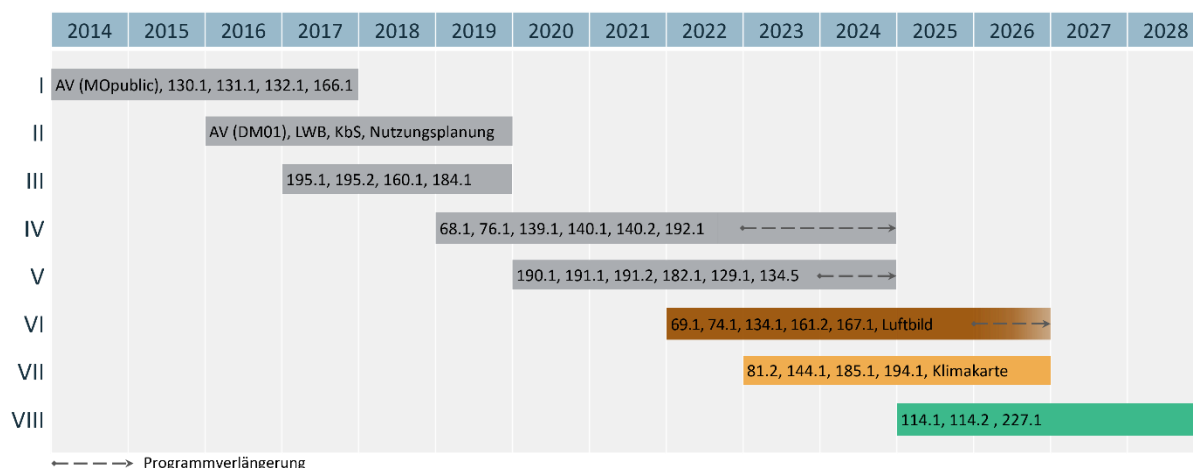 2014 2015 2016 2017 2018 2019 2020 2021 2022 2023 2024 2025 2026 2027 2028
I AV (MOpublic), 130.1, 131.1, 132.1, 166.1
II AV (DM01), LWB, KbS, Nutzungsplanung
III 195.1, 195.2, 160.1, 184.1
IV 68.1, 76.1, 139.1, 140.1, 140.2, 192.1
V 190.1, 191.1, 191.2, 182.1, 129.1, 134.5
VI 69.1, 74.1, 134.1, 161.2, 167.1, Luftbild
VII 81.2, 144.1, 185.1, 194.1, Klimakarte
VIII 114.1, 114.2 , 227.1
Programmverlängerung